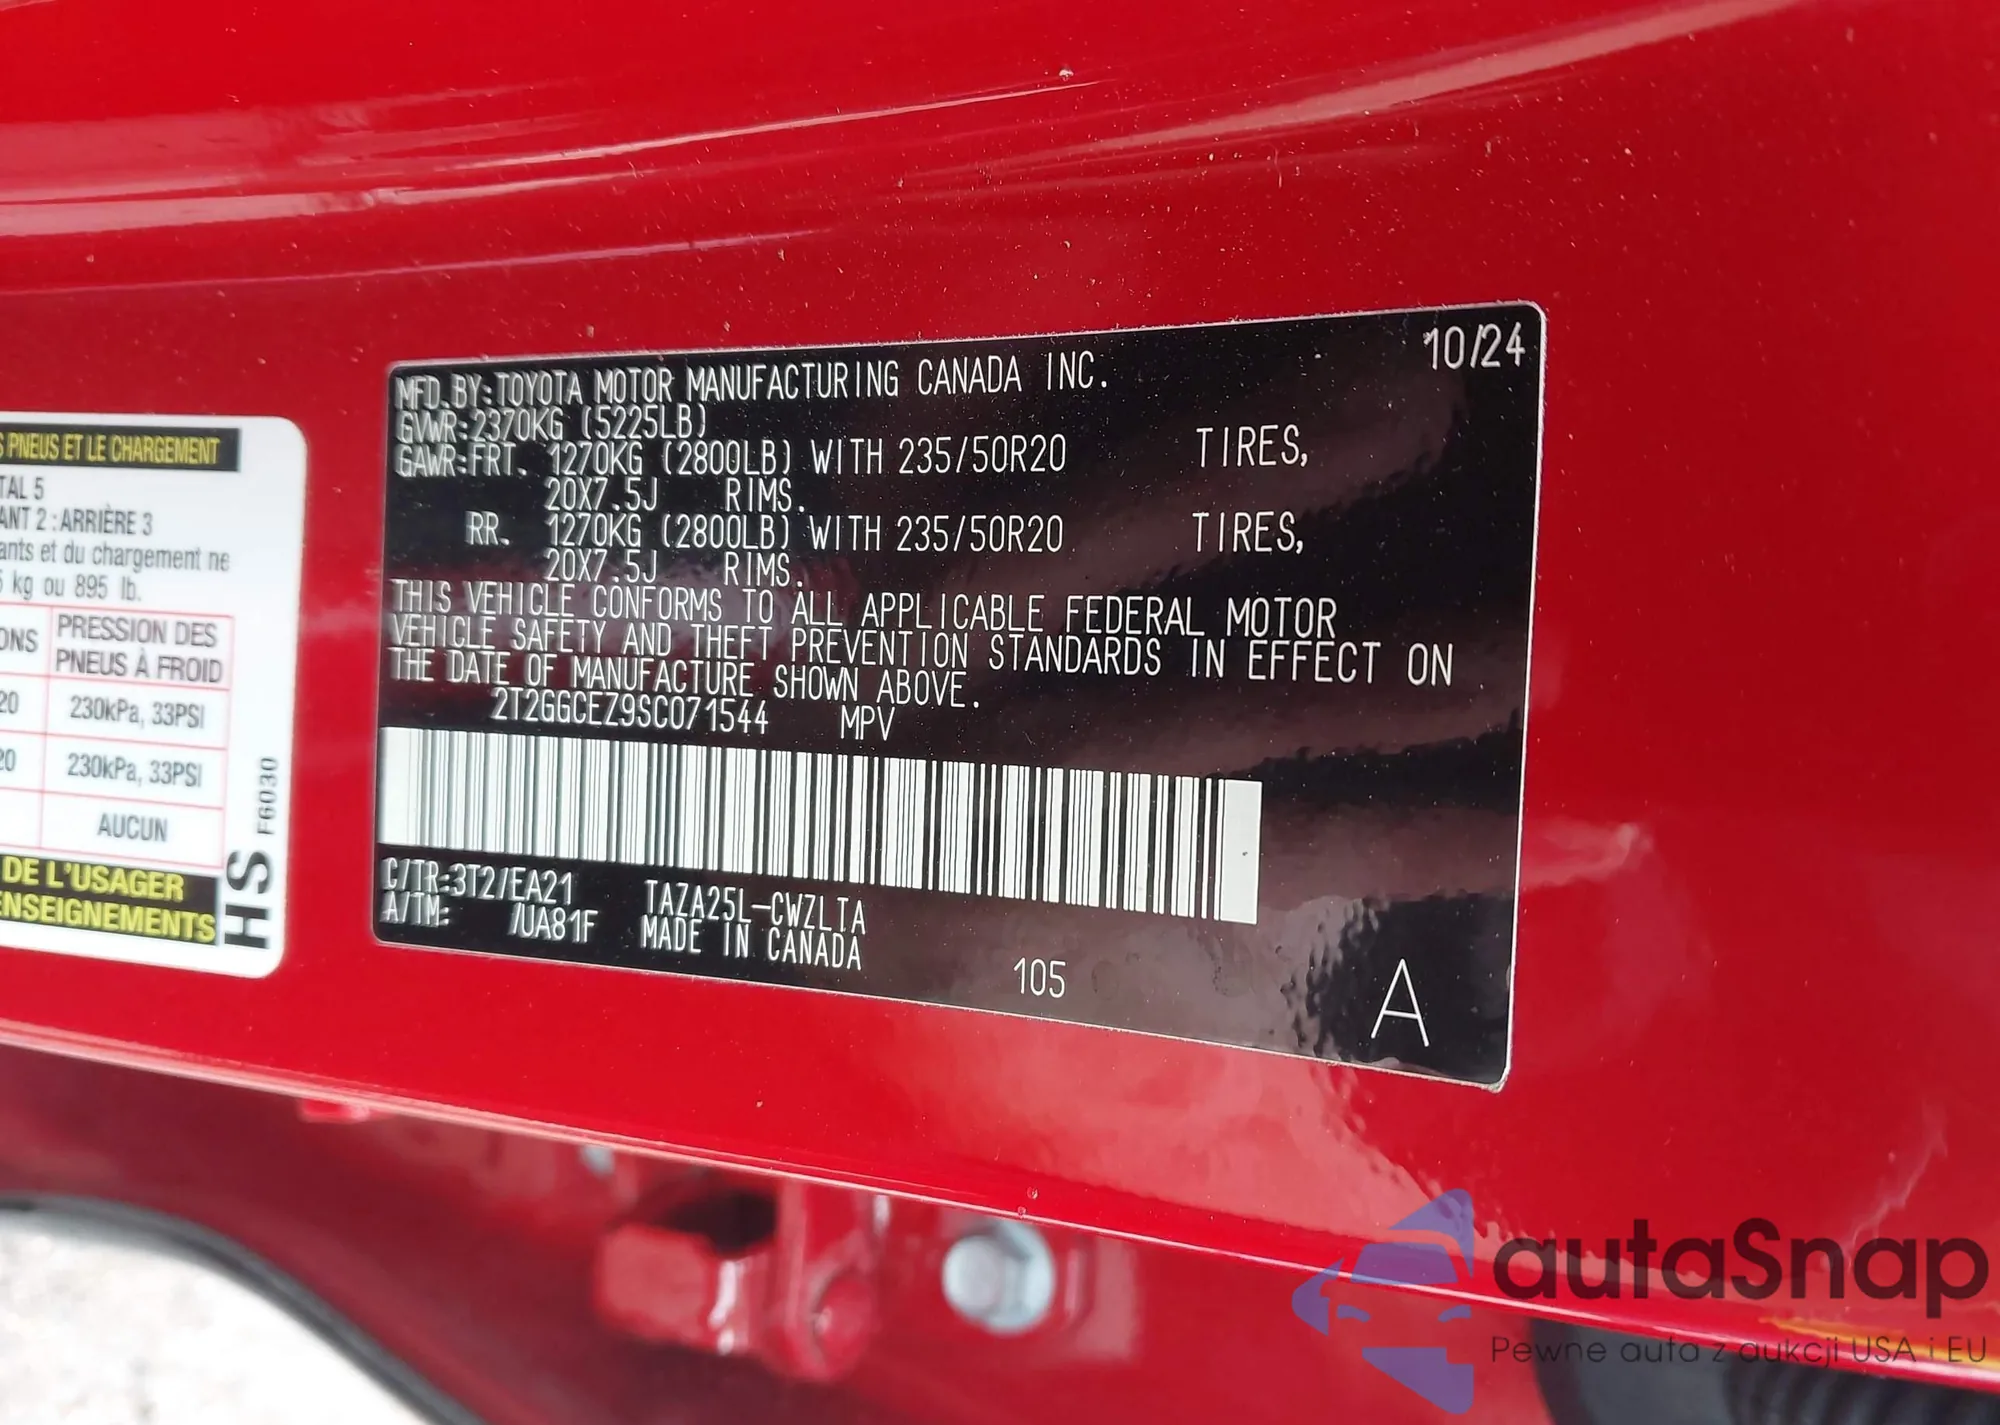 S PNEUS ET LE CHARGEMENT
TAL 5
ANT 2 : ARRIÈRE 3
ants et du chargement ne
5 kg ou 895 lb.
ONS
PRESSION DES
PNEUS À FROID
20
230kPa, 33PSI
20
230kPa, 33PSI
AUCUN
DE L'USAGER
ENSEIGNEMENTS
HS F6030
10/24
MFD.BY:TOYOTA MOTOR MANUFACTURING CANADA INC.
GVWR:2370KG (5225LB)
GAWR:FRT. 1270KG (2800LB) WITH 235/50R20 TIRES,
20X7.5J RIMS.
RR. 1270KG (2800LB) WITH 235/50R20 TIRES,
20X7.5J RIMS.
THIS VEHICLE CONFORMS TO ALL APPLICABLE FEDERAL MOTOR
VEHICLE SAFETY AND THEFT PREVENTION STANDARDS IN EFFECT ON
THE DATE OF MANUFACTURE SHOWN ABOVE.
2T2GGCEZ9SC071544 MPV
C/TR:3T2/EA21 TAZA25L-CWZLTA
A/TM: /UA81F MADE IN CANADA
105
A
autaSnap
Pewne auta z aukcji USA i EU